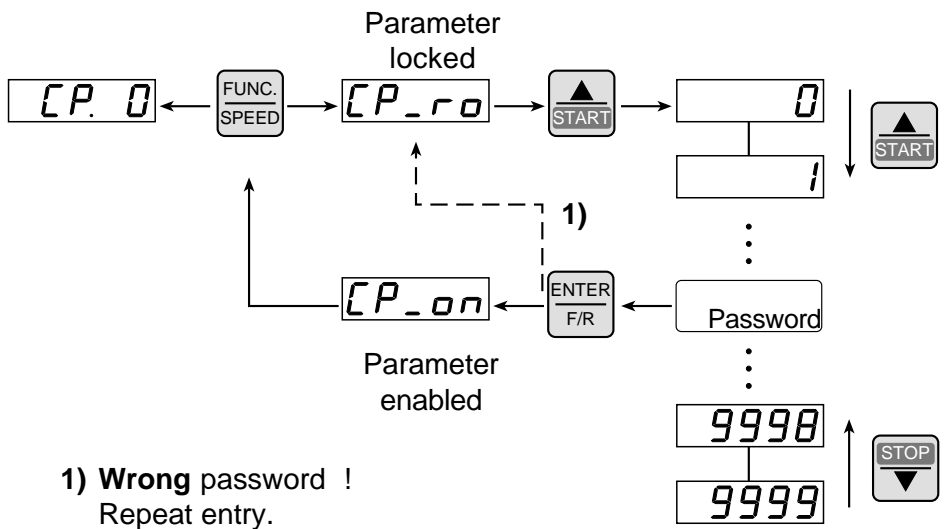 Parameter
locked
CP. 0
FUNC.
SPEED
CP_ro
START
0
START
1
1)
CP_on
ENTER
F/R
Password
Parameter
enabled
9998
STOP
9999
1) Wrong password !
Repeat entry.